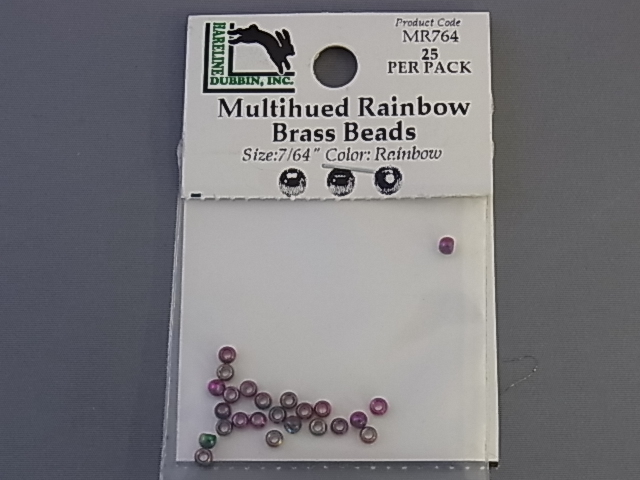 HARELINE
DUBBIN, INC.
Product Code
MR764
25
PER PACK
Multihued Rainbow
Brass Beads
Size:7/64" Color: Rainbow